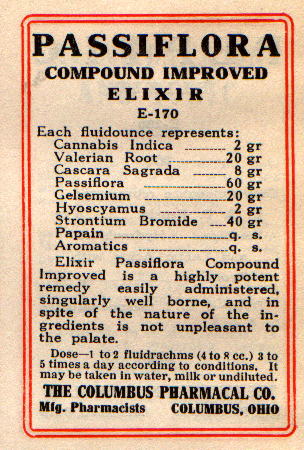 PASSIFLORA
COMPOUND IMPROVED
ELIXIR
E-170
Each fluidounce represents:
Cannabis Indica ........ 2 gr
Valerian Root ........ 20 gr
Cascara Sagrada ........ 8 gr
Passiflora ........ 60 gr
Gelsemium ........ 20 gr
Hyoscyamus ........ 2 gr
Strontium Bromide ....40 gr
Papain ........q. s.
Aromatics ........q. s.
Elixir Passiflora Compound
Improved is a highly potent
remedy easily administered,
singularly well borne, and in
spite of the nature of the in-
gredients is not unpleasant to
the palate.
Dose—1 to 2 fluidrachms (4 to 8 cc.) 3 to
5 times a day according to conditions. It
may be taken in water, milk or undiluted.
THE COLUMBUS PHARMACAL CO.
Mfg. Pharmacists COLUMBUS, OHIO